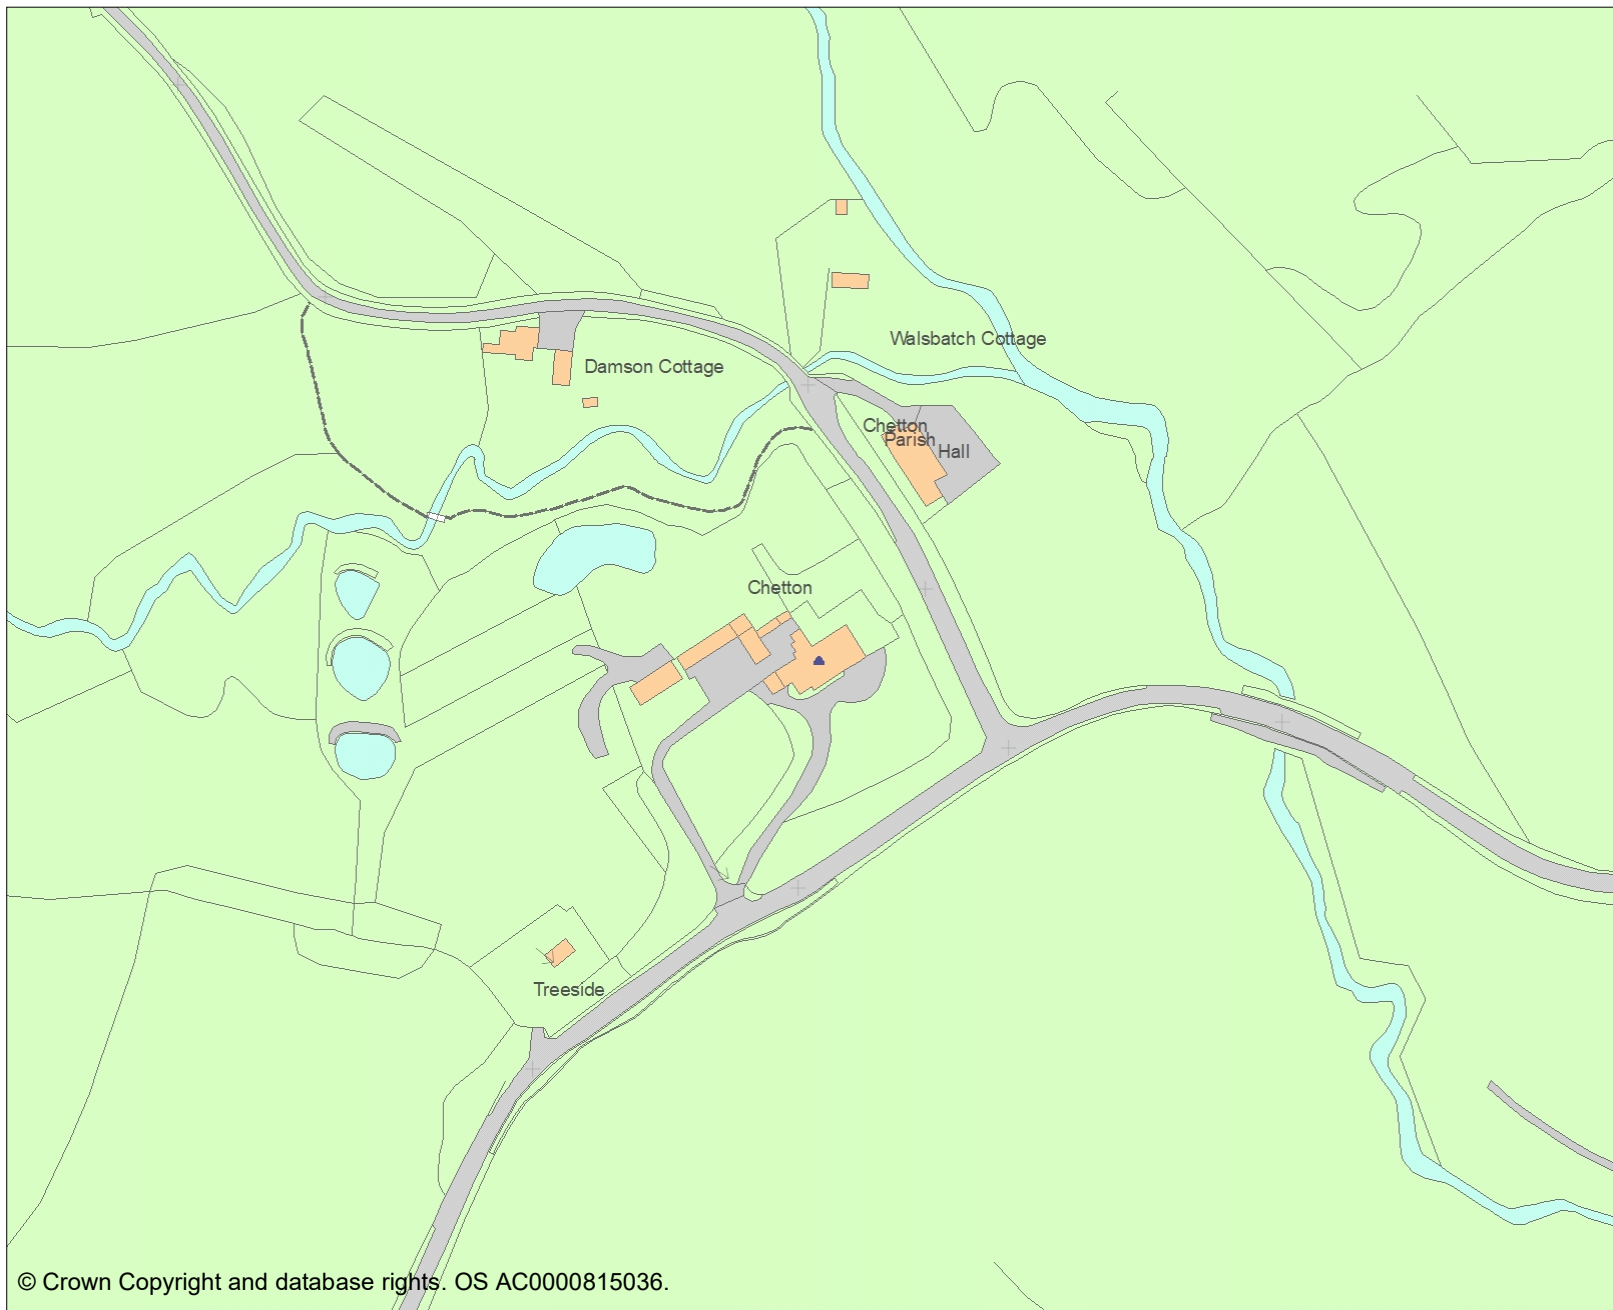 Walsbatch Cottage
Damson Cottage
Chetton
Parish
Hall
Chetton
Treeside
© Crown Copyright and database rights. OS AC0000815036.